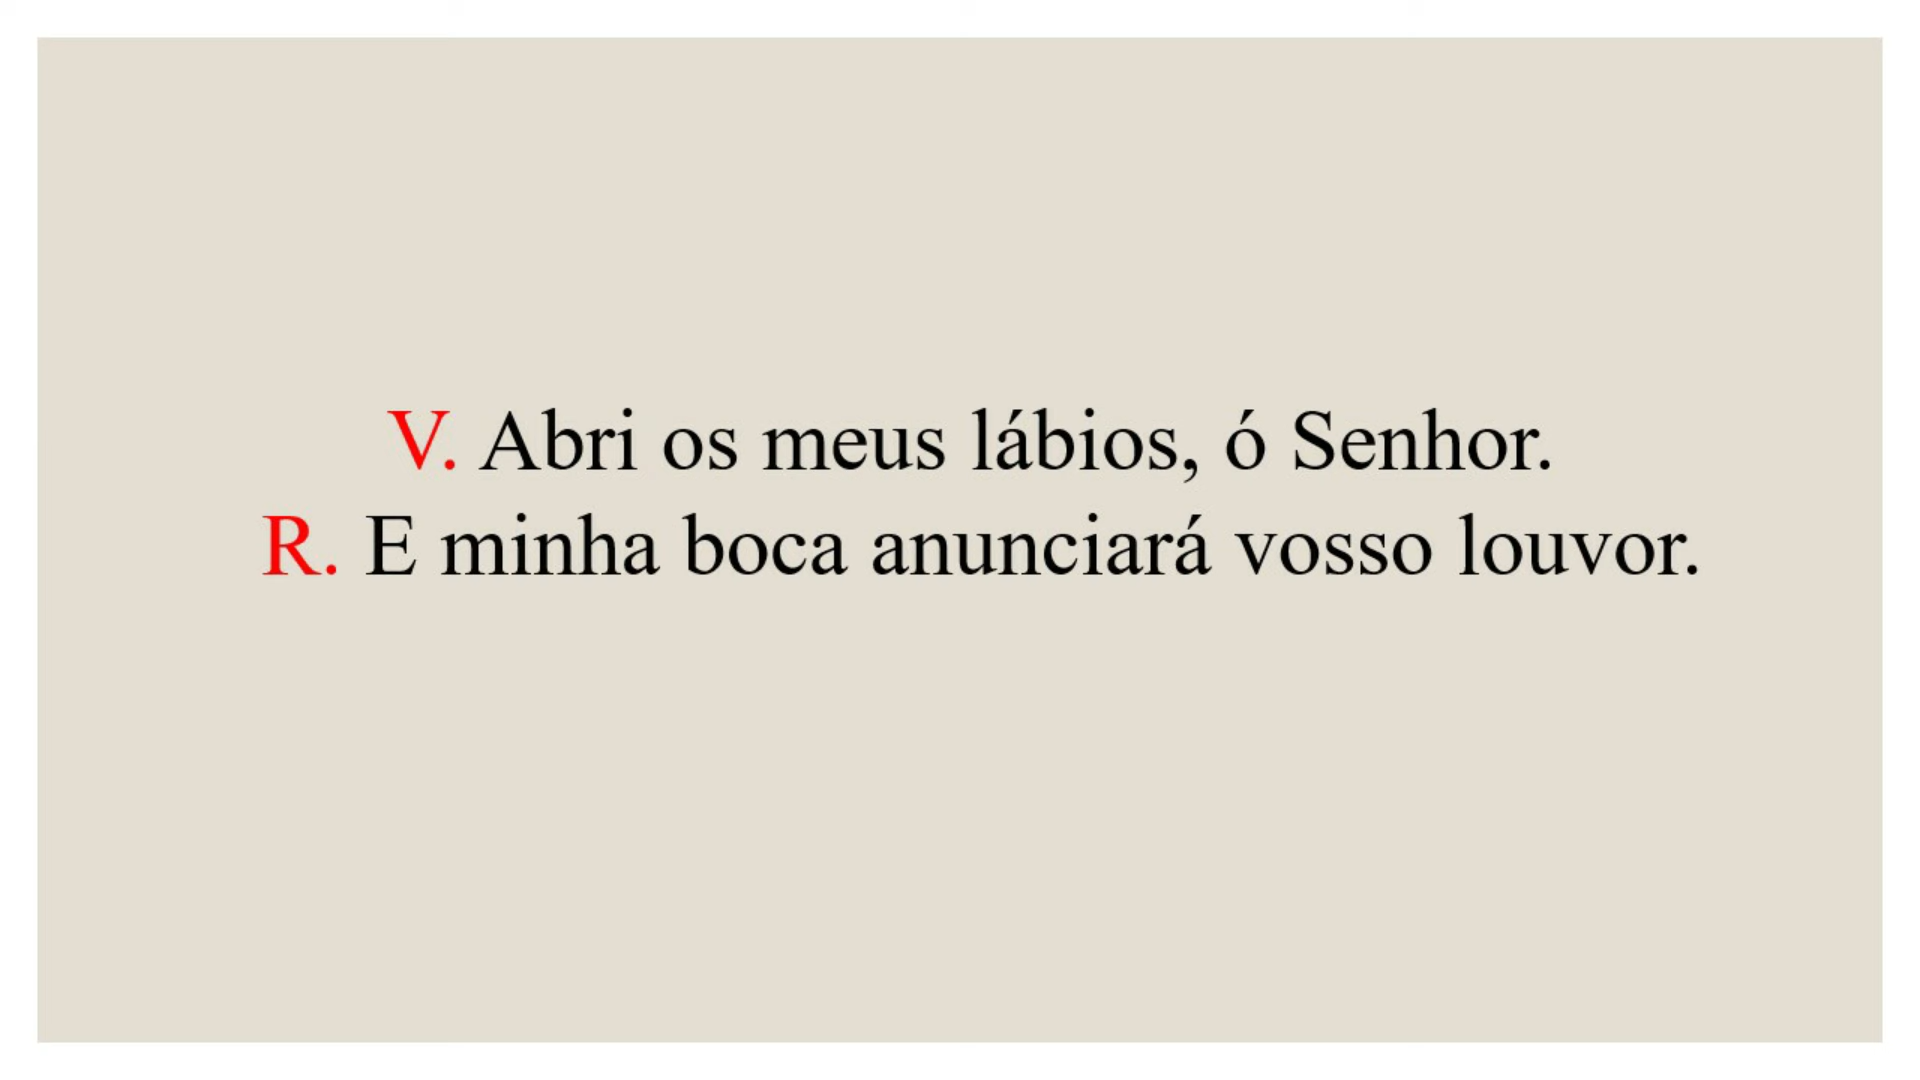 V. Abri os meus lábios, ó Senhor.
R. E minha boca anunciará vosso louvor.